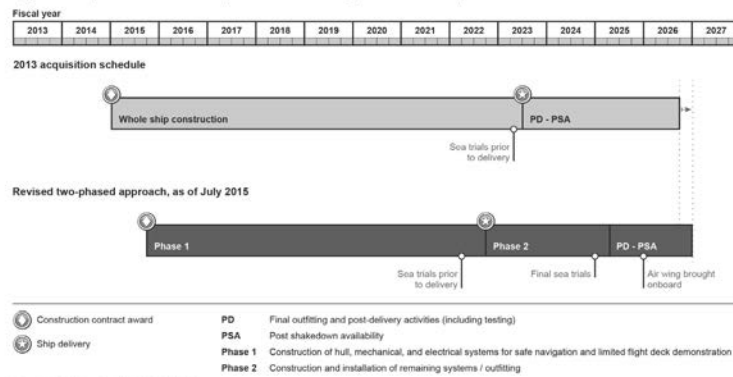 Fiscal year
2013 2014 2015 2016 2017 2018 2019 2020 2021 2022 2023 2024 2025 2026 2027
2013 acquisition schedule
Whole ship construction PD - PSA
Sea trials prior
to delivery
Revised two-phased approach, as of July 2015
Phase 1 Phase 2 PD - PSA
Sea trials prior Final sea trials Air wing brought
to delivery onboard
Construction contract award PD Final outfitting and post-delivery activities (including testing)
Ship delivery PSA Post shakedown availability
Phase 1 Construction of hull, mechanical, and electrical systems for safe navigation and limited flight deck demonstration
Phase 2 Construction and installation of remaining systems / outfitting